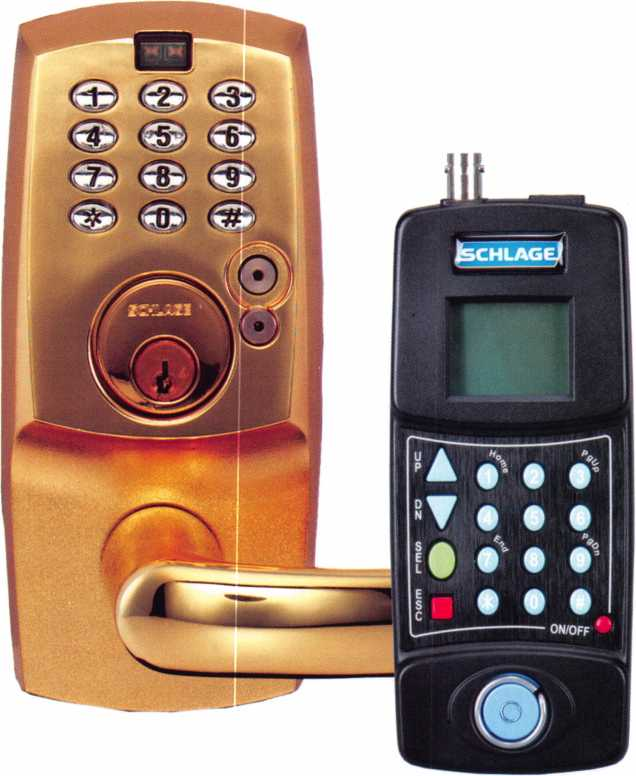 1 2 3
4 5 6
7 8 9
* 0 #
SCHLAGE
SCHLAGE
UP
Home
PgUp
1 2 3
DN
4 5 6
SEL
End
PgDn
7 8 9
ESC
* 0 #
ON/OFF